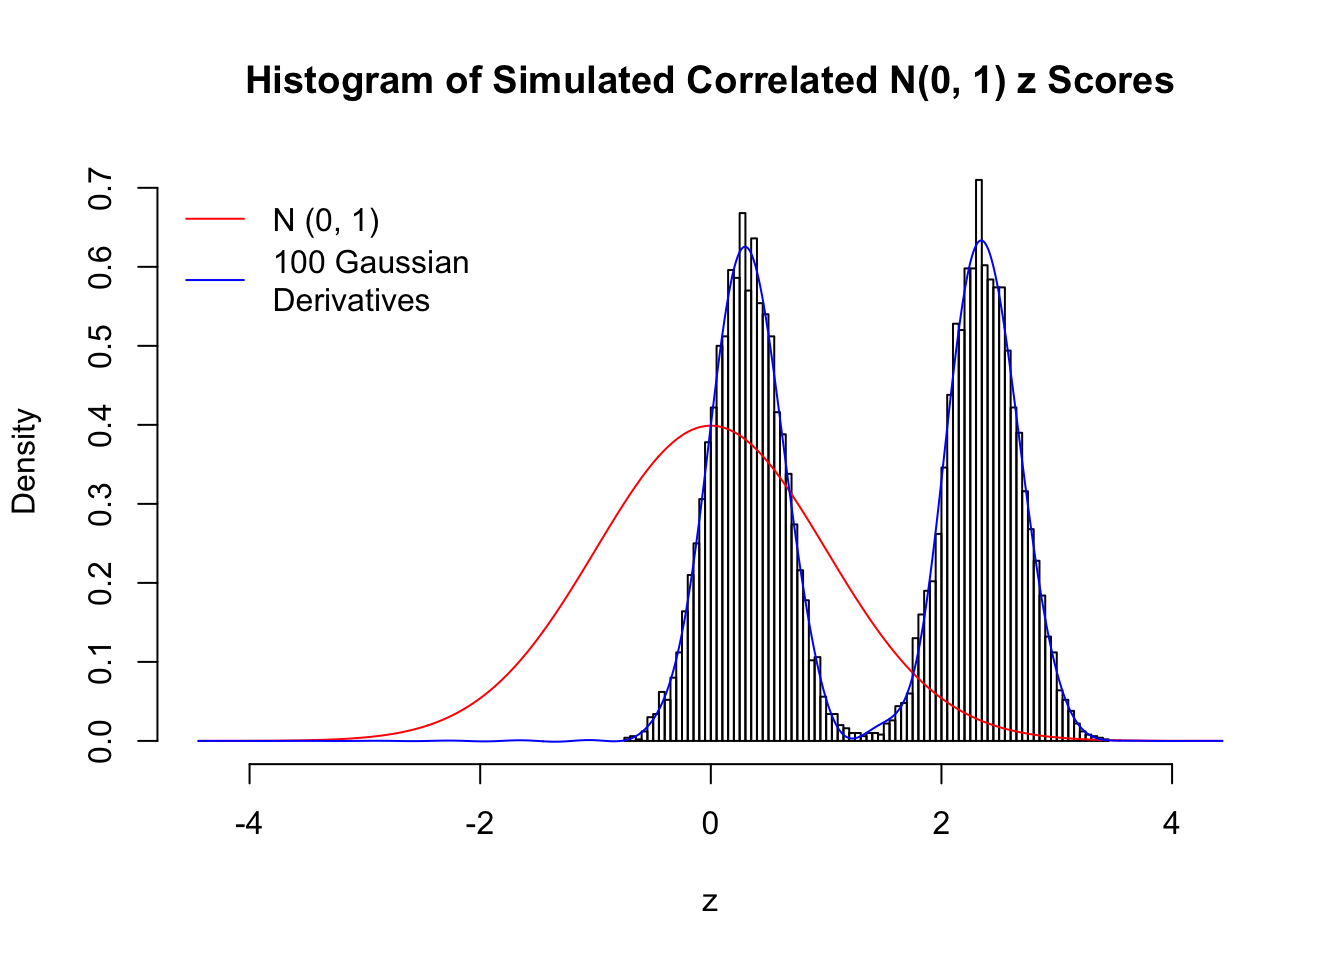 Histogram of Simulated Correlated N(0, 1) z Scores
N (0, 1)
100 Gaussian
Derivatives
Density
0.7
0.6
0.5
0.4
0.3
0.2
0.1
0.0
-4 -2 0 2 4
z